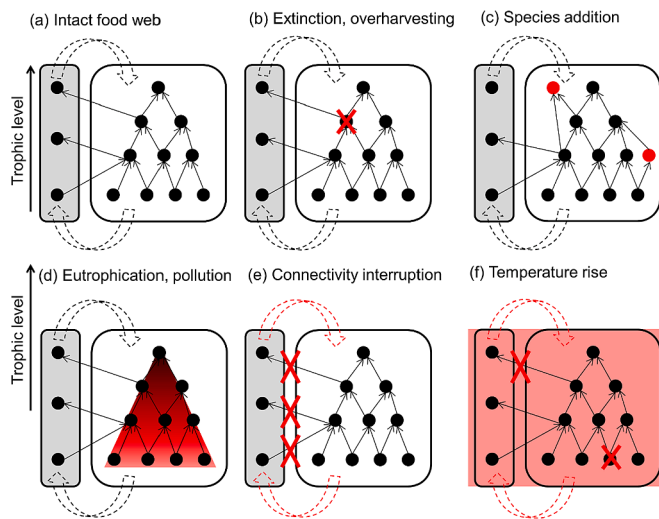 (a) Intact food web
(b) Extinction, overharvesting
(c) Species addition
Trophic level
(d) Eutrophication, pollution
(e) Connectivity interruption
(f) Temperature rise
Trophic level